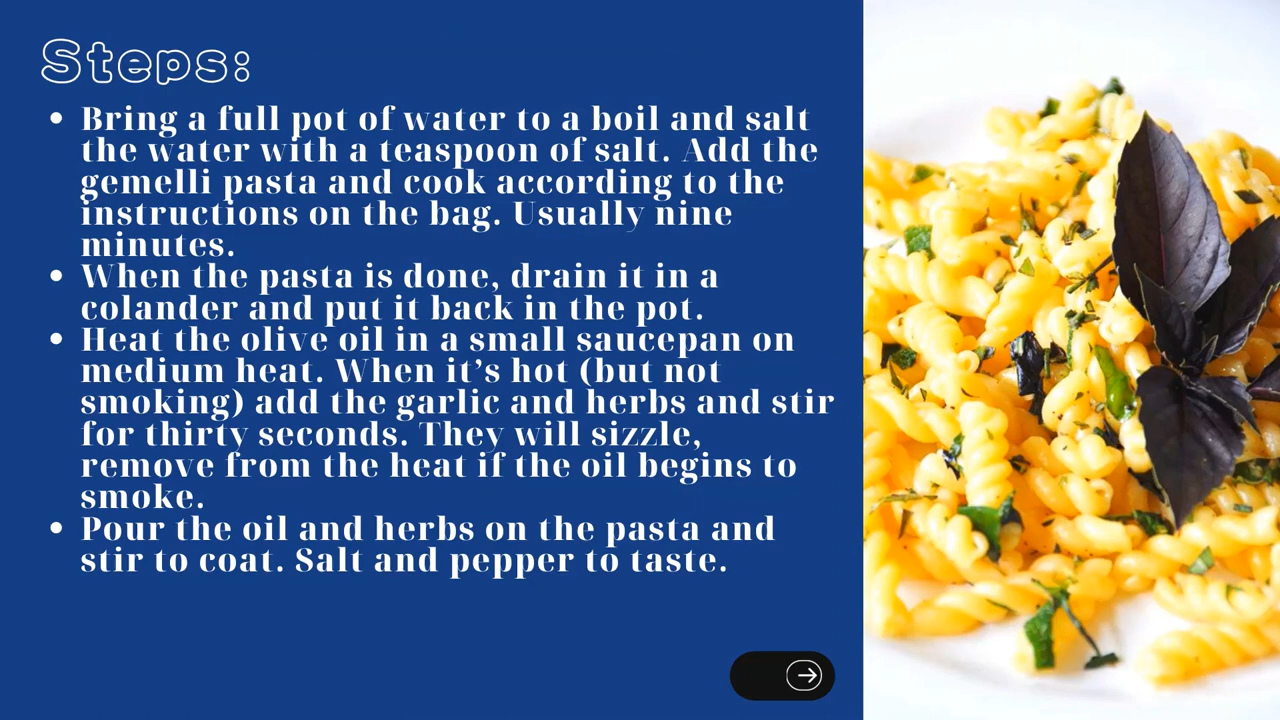 Steps:
• Bring a full pot of water to a boil and salt
the water with a teaspoon of salt. Add the
gemelli pasta and cook according to the
instructions on the bag. Usually nine
minutes.
• When the pasta is done, drain it in a
colander and put it back in the pot.
• Heat the olive oil in a small saucepan on
medium heat. When it’s hot (but not
smoking) add the garlic and herbs and stir
for thirty seconds. They will sizzle,
remove from the heat if the oil begins to
smoke.
• Pour the oil and herbs on the pasta and
stir to coat. Salt and pepper to taste.